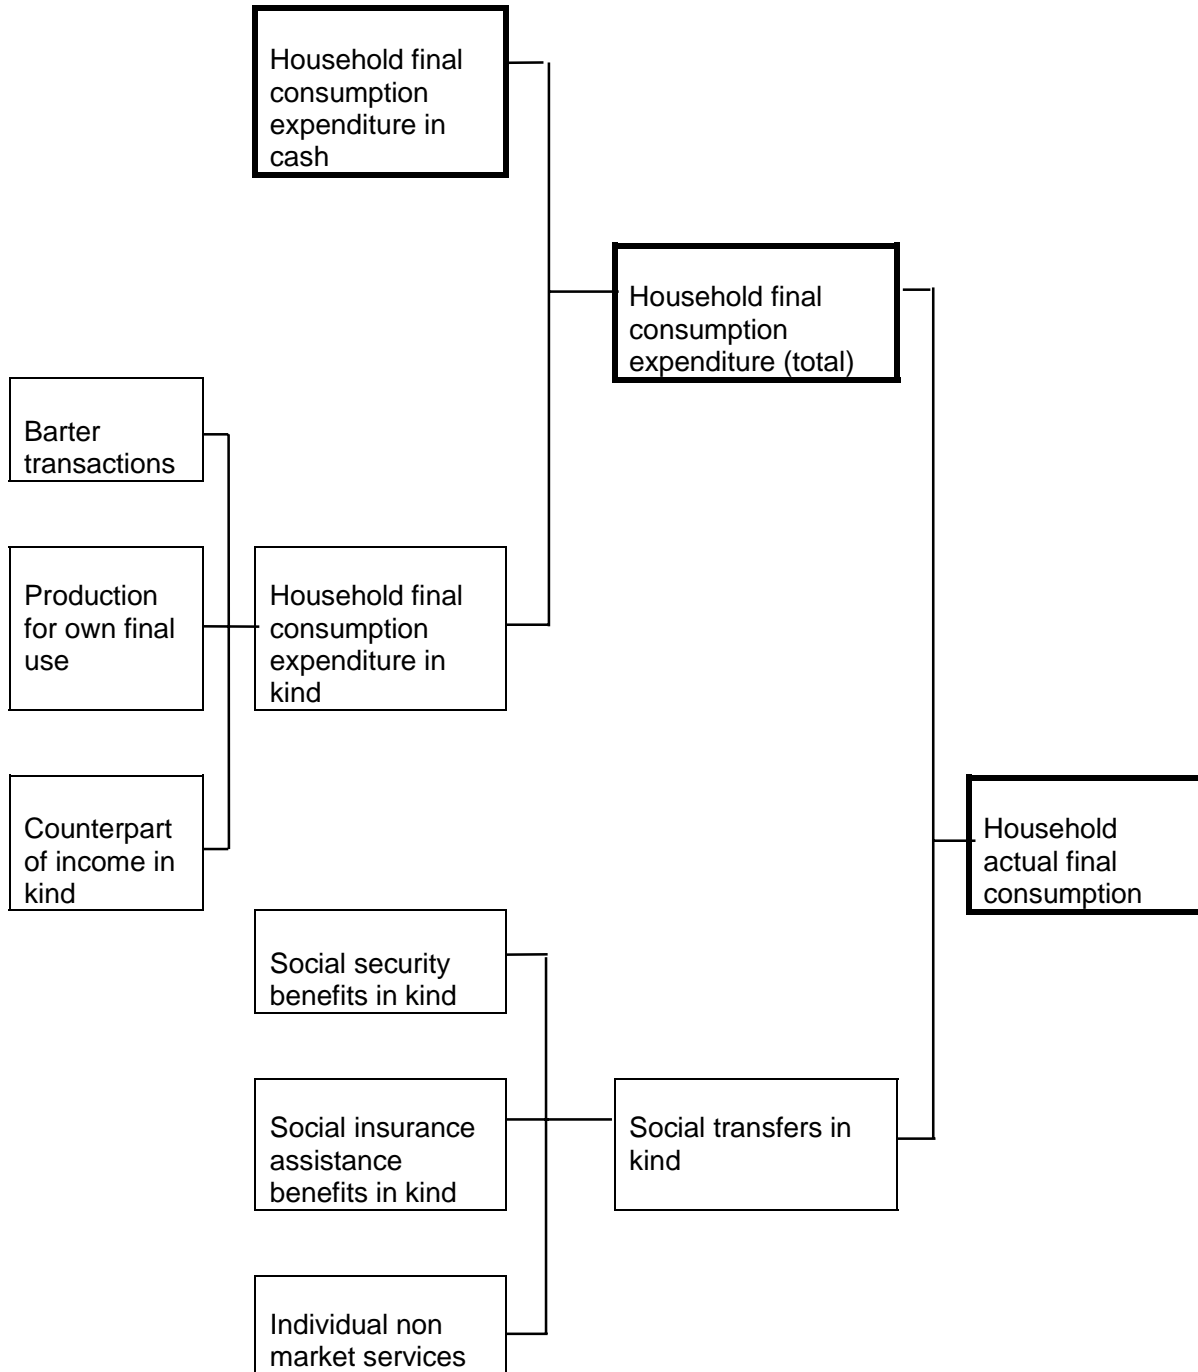 Household final
consumption
expenditure in
cash
Household final
consumption
expenditure (total)
Barter
transactions
Production
for own final
use
Household final
consumption
expenditure in
kind
Counterpart
of income in
kind
Household
actual final
consumption
Social security
benefits in kind
Social insurance
assistance
benefits in kind
Social transfers in
kind
Individual non
market services